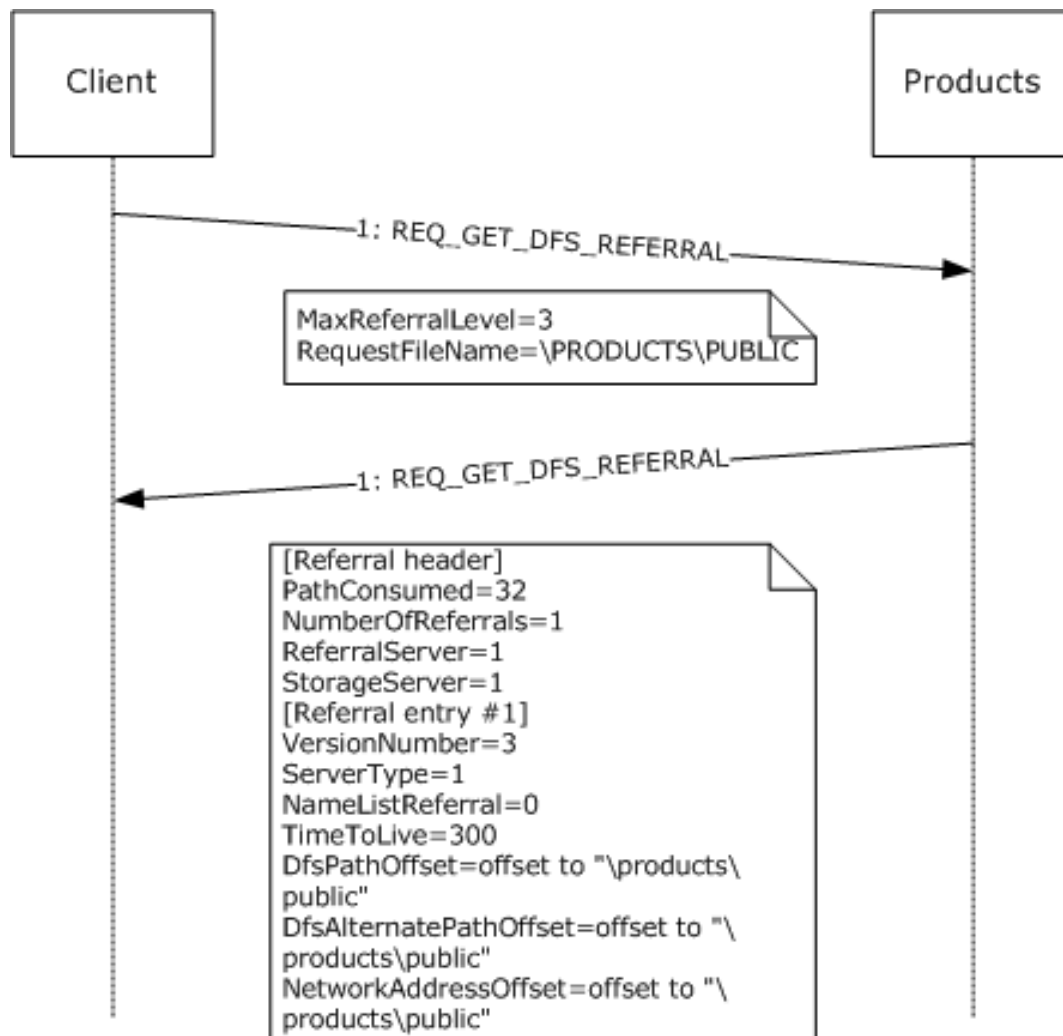 Client
Products
1: REQ_GET_DFS_REFERRAL
MaxReferralLevel=3
RequestFileName=\PRODUCTS\PUBLIC
1: REQ_GET_DFS_REFERRAL
[Referral header]
PathConsumed=32
NumberOfReferrals=1
ReferralServer=1
StorageServer=1
[Referral entry #1]
VersionNumber=3
ServerType=1
NameListReferral=0
TimeToLive=300
DfsPathOffset=offset to "\products\
public"
DfsAlternatePathOffset=offset to "\
products\public"
NetworkAddressOffset=offset to "\
products\public"